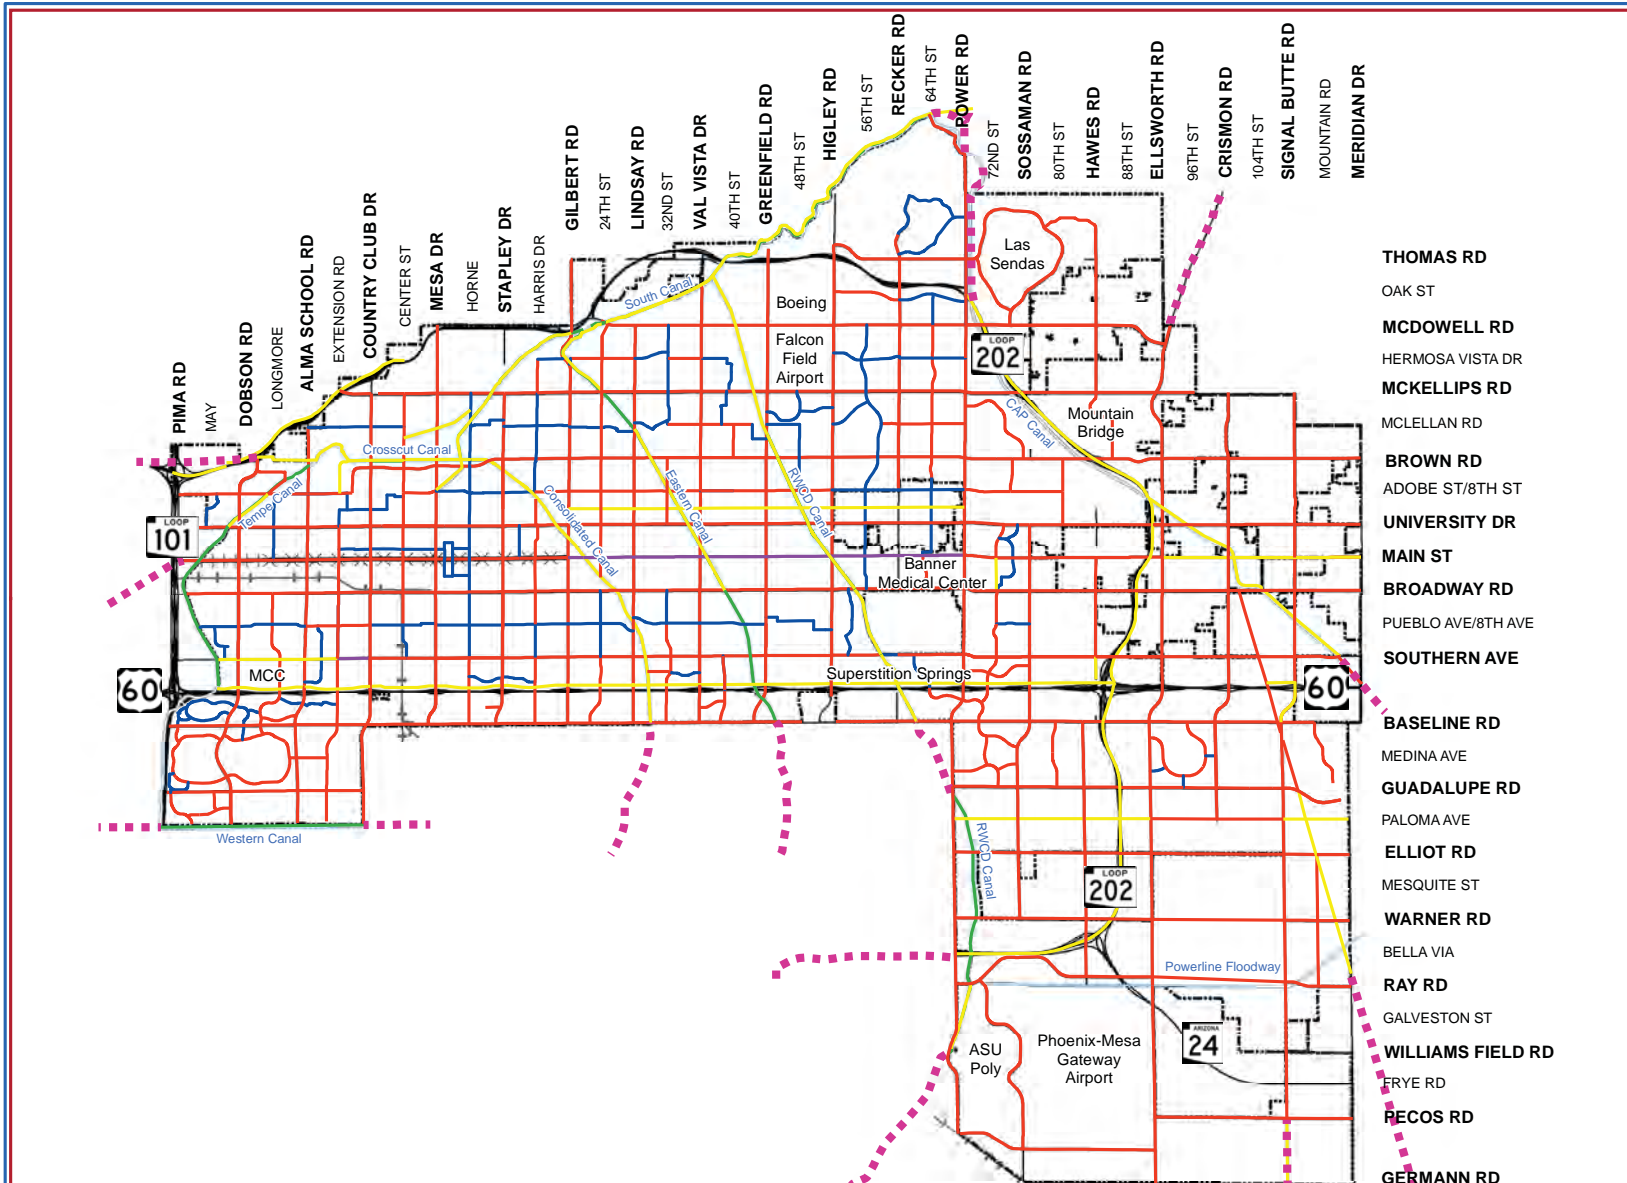 PIMA RD
MAY
DOBSON RD
LONGMORE
ALMA SCHOOL RD
EXTENSION RD
COUNTRY CLUB DR
CENTER ST
MESA DR
HORNE
STAPLEY DR
HARRIS DR
GILBERT RD
24TH ST
LINDSAY RD
32ND ST
VAL VISTA DR
40TH ST
GREENFIELD RD
48TH ST
HIGLEY RD
56TH ST
RECKER RD
64TH ST
POWER RD
72ND ST
SOSSAMAN RD
80TH ST
HAWES RD
88TH ST
ELLSWORTH RD
96TH ST
CRISMON RD
104TH ST
SIGNAL BUTTE RD
MOUNTAIN RD
MERIDIAN DR
THOMAS RD
OAK ST
MCDOWELL RD
HERMOSA VISTA DR
MCKELLIPS RD
MCLELLAN RD
BROWN RD
ADOBE ST/8TH ST
UNIVERSITY DR
MAIN ST
BROADWAY RD
PUEBLO AVE/8TH AVE
SOUTHERN AVE
BASELINE RD
MEDINA AVE
GUADALUPE RD
PALOMA AVE
ELLIOT RD
MESQUITE ST
WARNER RD
BELLA VIA
RAY RD
GALVESTON ST
WILLIAMS FIELD RD
FRYE RD
PECOS RD
GERMANN RD
Las
Sendas
South Canal
Boeing
Falcon
Field
Airport
LOOP
202
CAP Canal
Mountain
Bridge
Crosscut Canal
Tempe Canal
Consolidated Canal
Eastern Canal
RWCD Canal
LOOP
101
Banner
Medical Center
MCC
Superstition Springs
60
60
Western Canal
RWCD Canal
LOOP
202
Powerline Floodway
ASU
Poly
Phoenix-Mesa
Gateway
Airport
ARIZONA
24